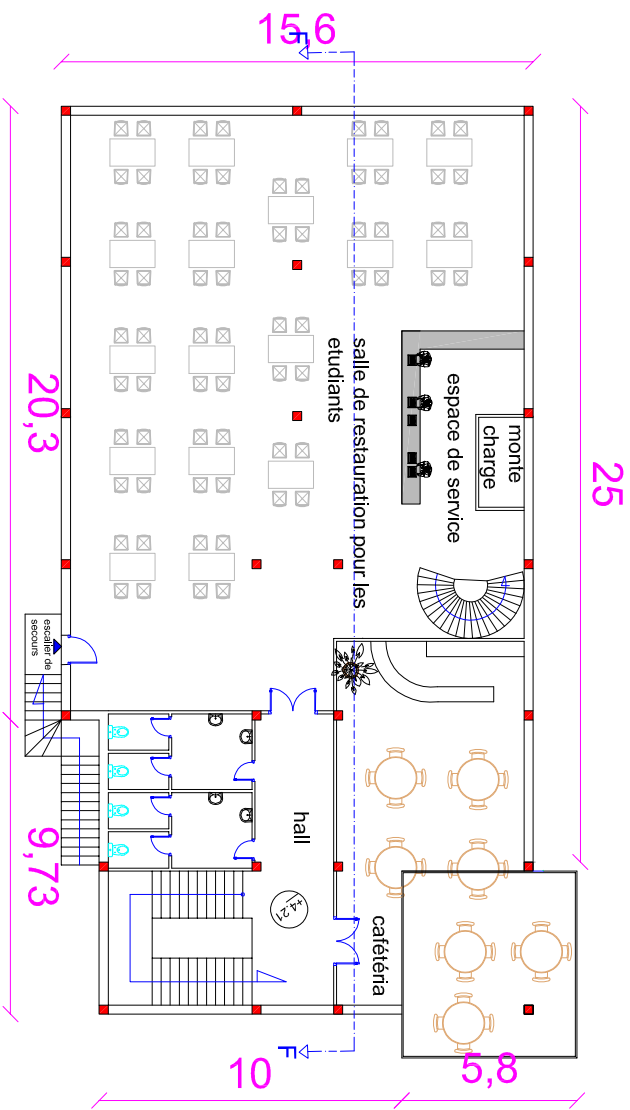 15,6
F
25
20,3
salle de restauration pour les
etudiants
espace de service
monte
charge
escalier de
secours
hall
+4.21
cafétéria
9,73
F
10
5,8